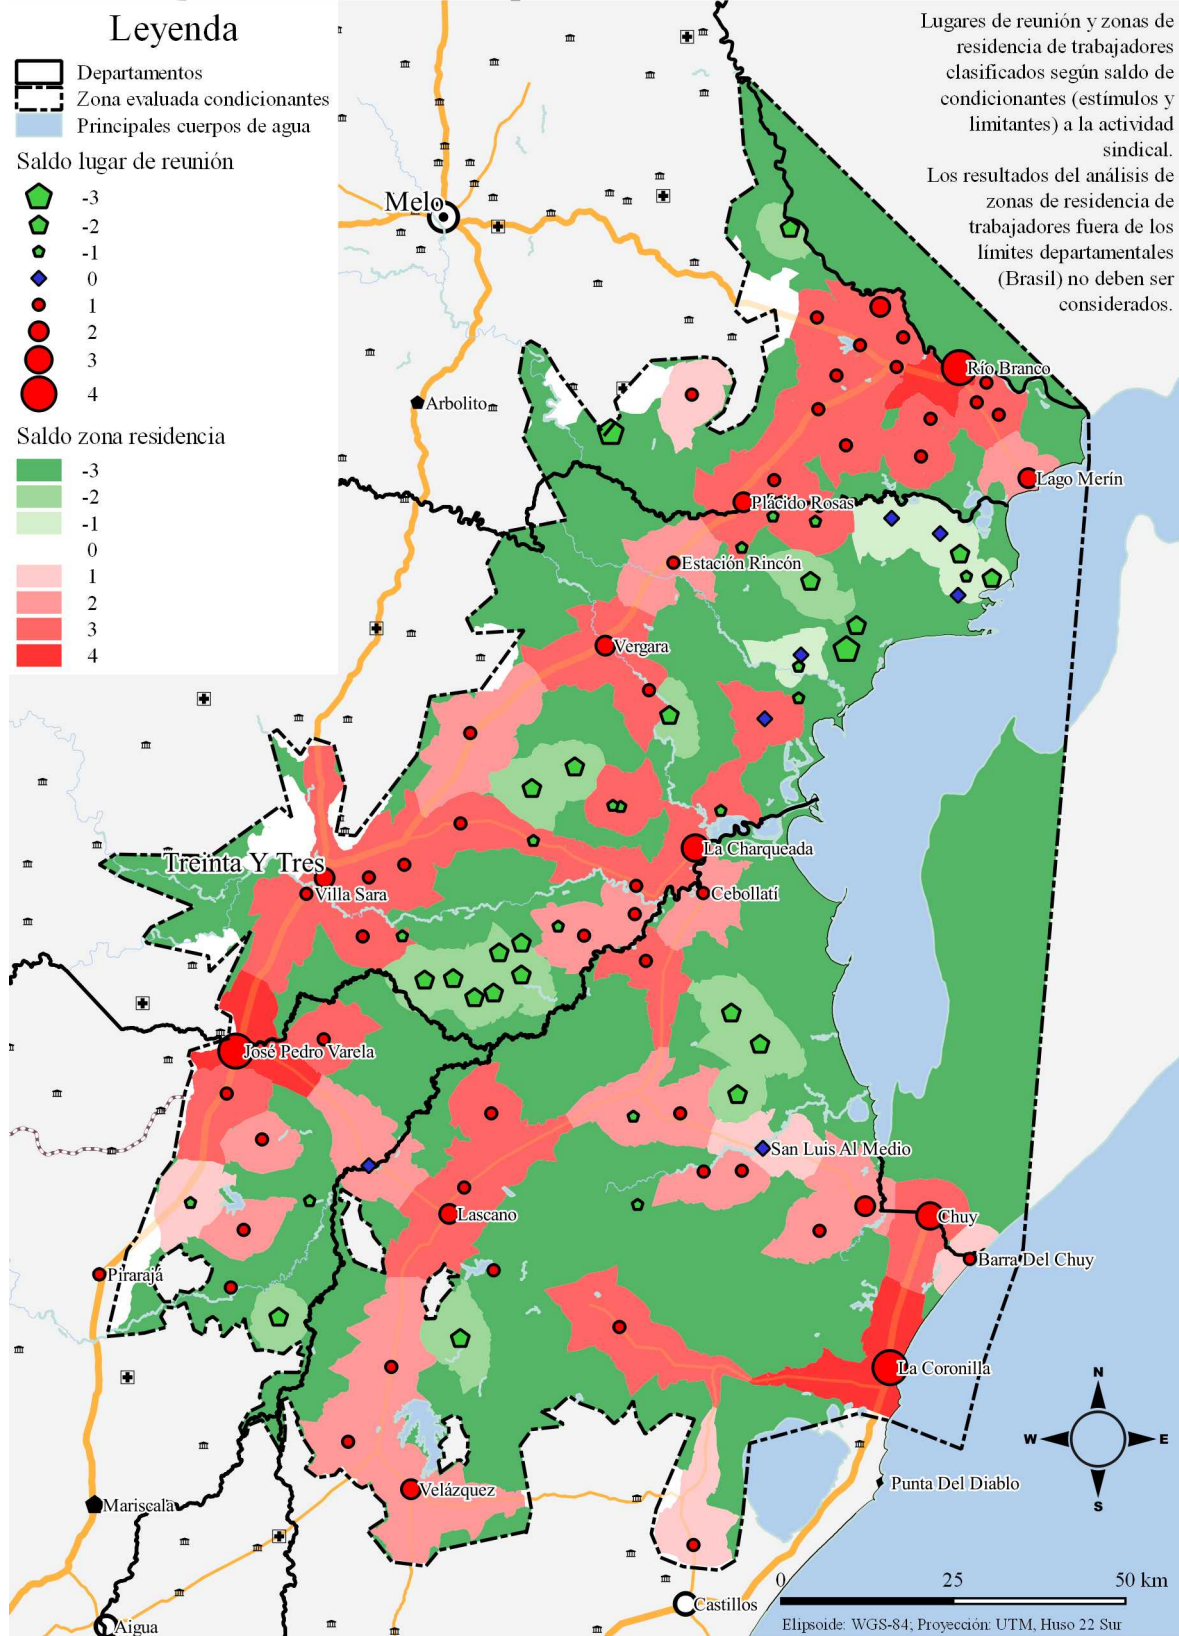 Leyenda
Departamentos
Zona evaluada condicionantes
Principales cuerpos de agua
Saldo lugar de reunión
-3
-2
-1
0
1
2
3
4
Saldo zona residencia
-3
-2
-1
0
1
2
3
4
Lugares de reunión y zonas de
residencia de trabajadores
clasificados según saldo de
condicionantes (estímulos y
limitantes) a la actividad
sindical.
Los resultados del análisis de
zonas de residencia de
trabajadores fuera de los
límites departamentales
(Brasil) no deben ser
considerados.
Melo
Río Branco
Arbolito
Lago Merín
Plácido Rosas
Estación Rincón
Vergara
La Charqueada
Treinta Y Tres
Villa Sara
Cebollatí
José Pedro Varela
San Luis Al Medio
Lascano
Chuy
Barra Del Chuy
Pirarajá
La Coronilla
Velázquez
Punta Del Diablo
Mariscala
Castillos
Aigua
N
W
E
S
0
25
50 km
Elipsoide: WGS-84; Proyección: UTM, Huso 22 Sur